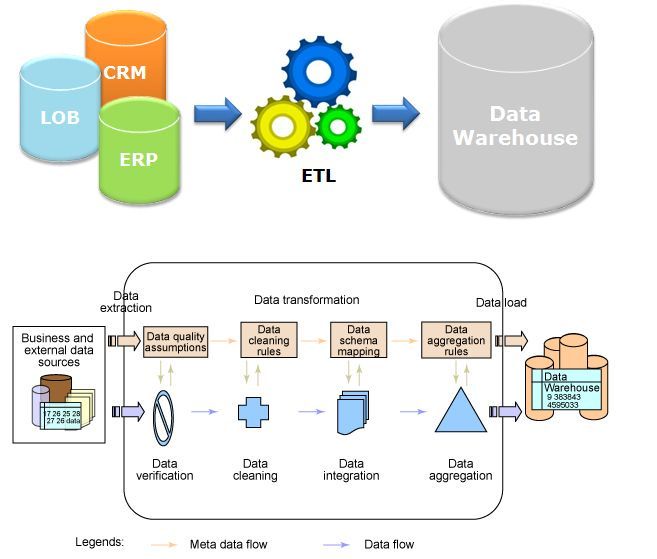 CRM
LOB
ERP
ETL
Data
Warehouse
Data
extraction
Data transformation
Data load
Business and
external data
sources
17 26 25 28
27 26 data
Data quality
assumptions
Data
cleaning
rules
Data
schema
mapping
Data
aggregation
rules
Data
Warehouse
9 383843
4595033
Data
verification
Data
cleaning
Data
integration
Data
aggregation
Legends:
Meta data flow
Data flow